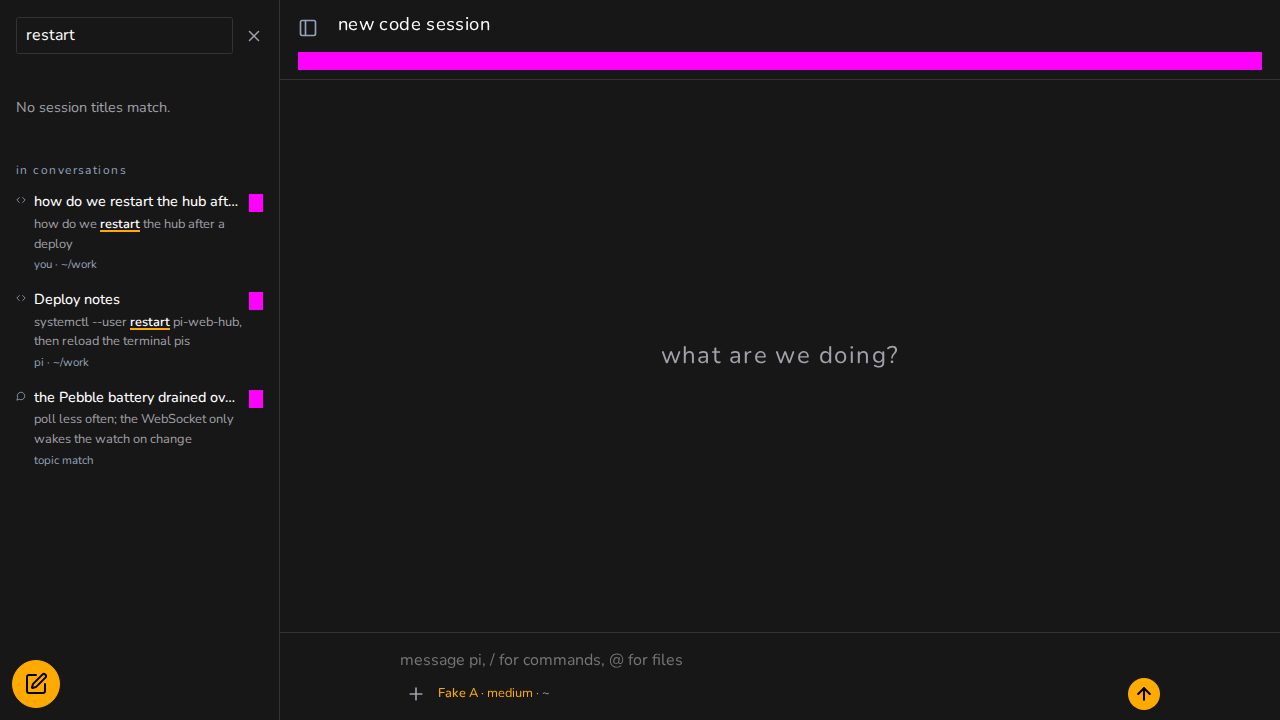 restart
No session titles match.
in conversations
how do we restart the hub aft...
how do we restart the hub after a
deploy
you · ~/work
Deploy notes
systemctl --user restart pi-web-hub,
then reload the terminal pis
pi · ~/work
the Pebble battery drained ov...
poll less often; the WebSocket only
wakes the watch on change
topic match
new code session
what are we doing?
message pi, / for commands, @ for files
Fake A · medium · ~